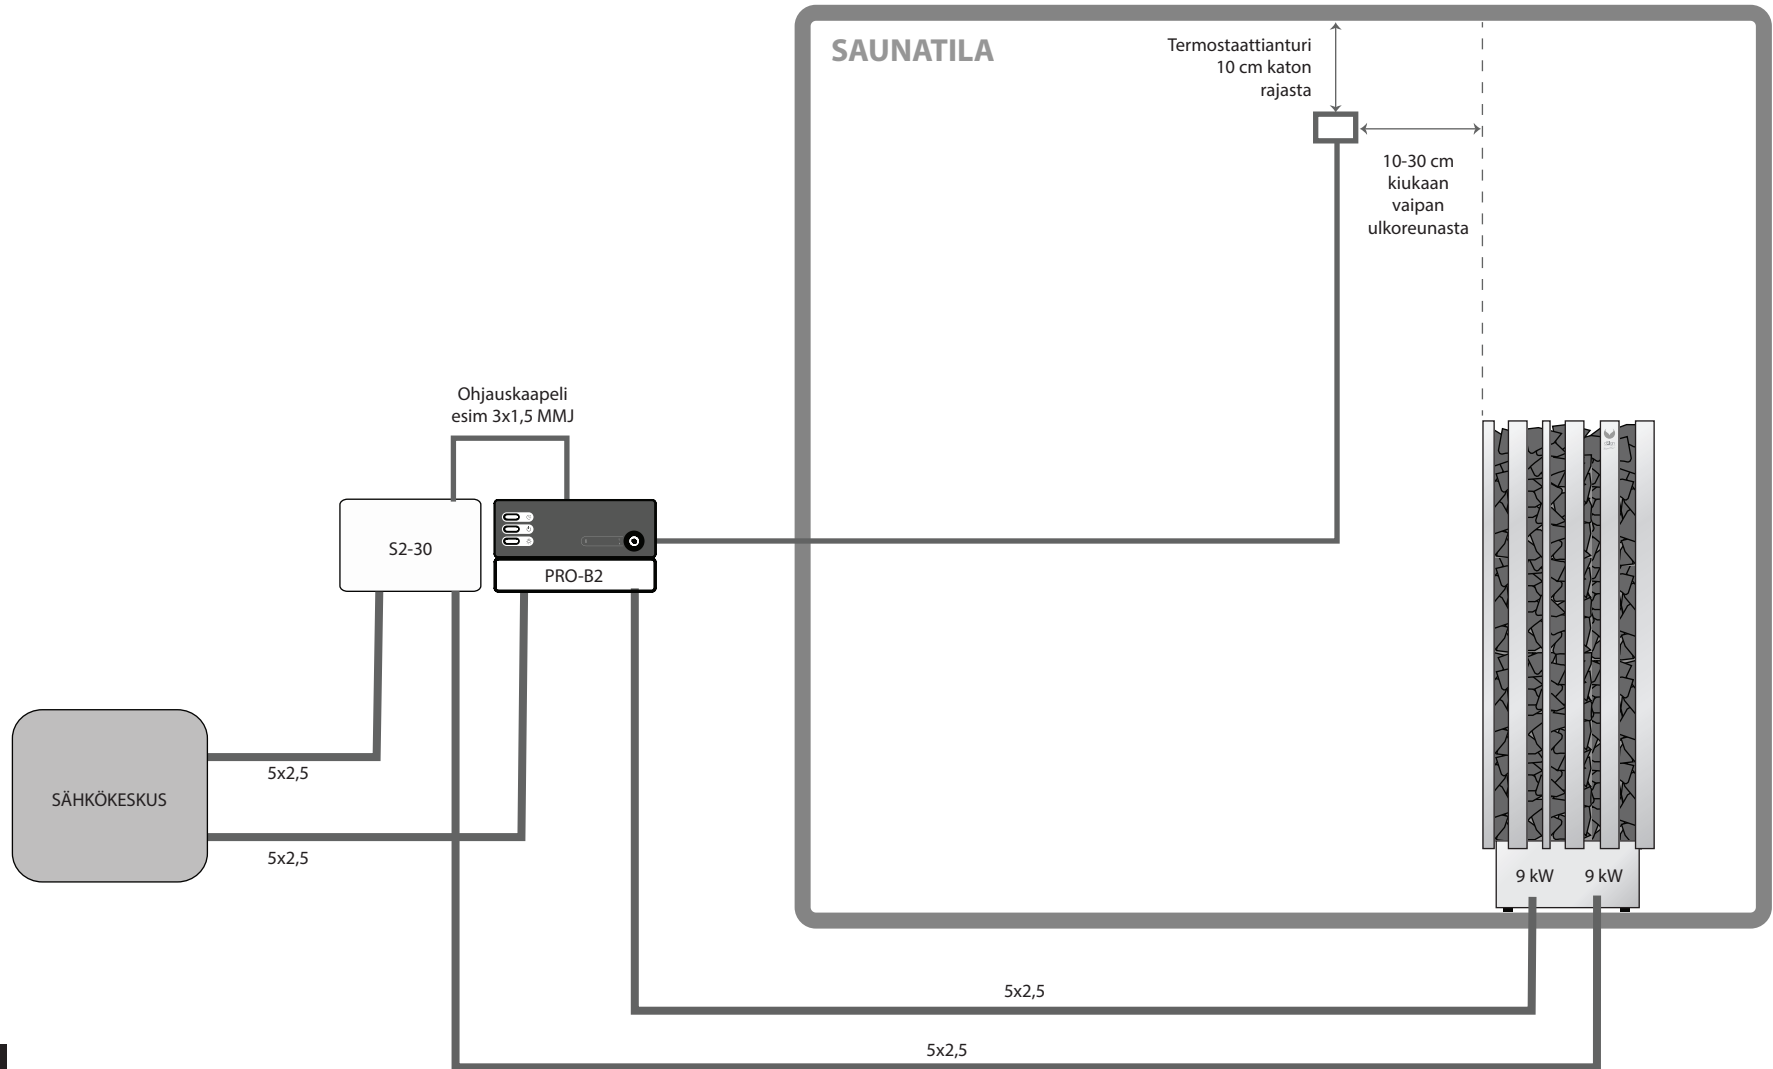 SAUNATILA
Termostaattianturi
10 cm katon
rajasta
10-30 cm
kiukaan
vaipan
ulkoreunasta
Ohjauskaapeli
esim 3x1,5 MMJ
S2-30
PRO-B2
SÄHKÖKESKUS
5x2,5
5x2,5
9 kW
9 kW
5x2,5
5x2,5